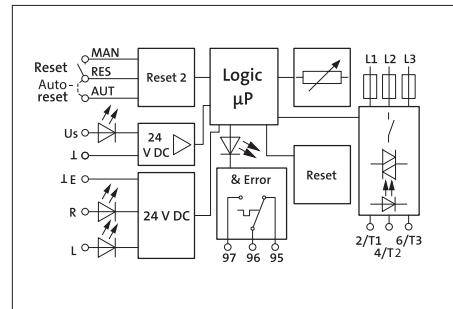 MAN
Reset
RES
Auto-
reset
AUT
Reset 2
Logic
µP
L1 L2 L3
Us
⊥
24
V DC
⊥E
R
L
24 V DC
& Error
Reset
97 96 95
2/T1 6/T3
4/T2